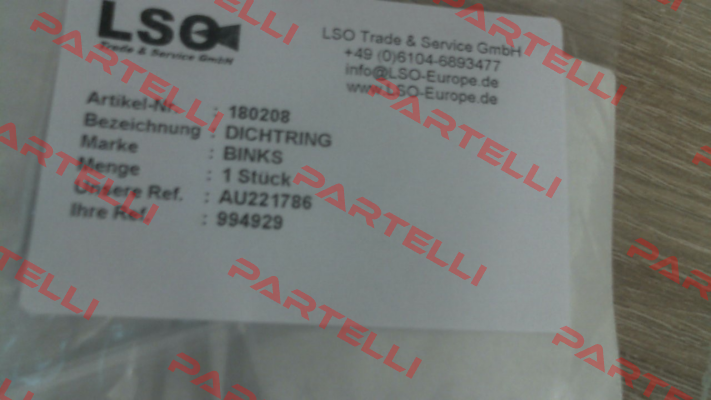 LSO
Trade & Service GmbH
LSO Trade & Service GmbH
+49 (0)6104-6893477
info@LSO-Europe.de
www.LSO-Europe.de
Artikel-Nr. : 180208
Bezeichnung : DICHTRING
Marke : BINKS
Menge : 1 Stück
Unsere Ref. : AU221786
Ihre Ref. : 994929
PARTELLI
PARTELLI
PARTELLI
PARTELLI
PARTELLI
PARTELLI
PARTELLI
PARTELLI
PARTELLI
PARTELLI